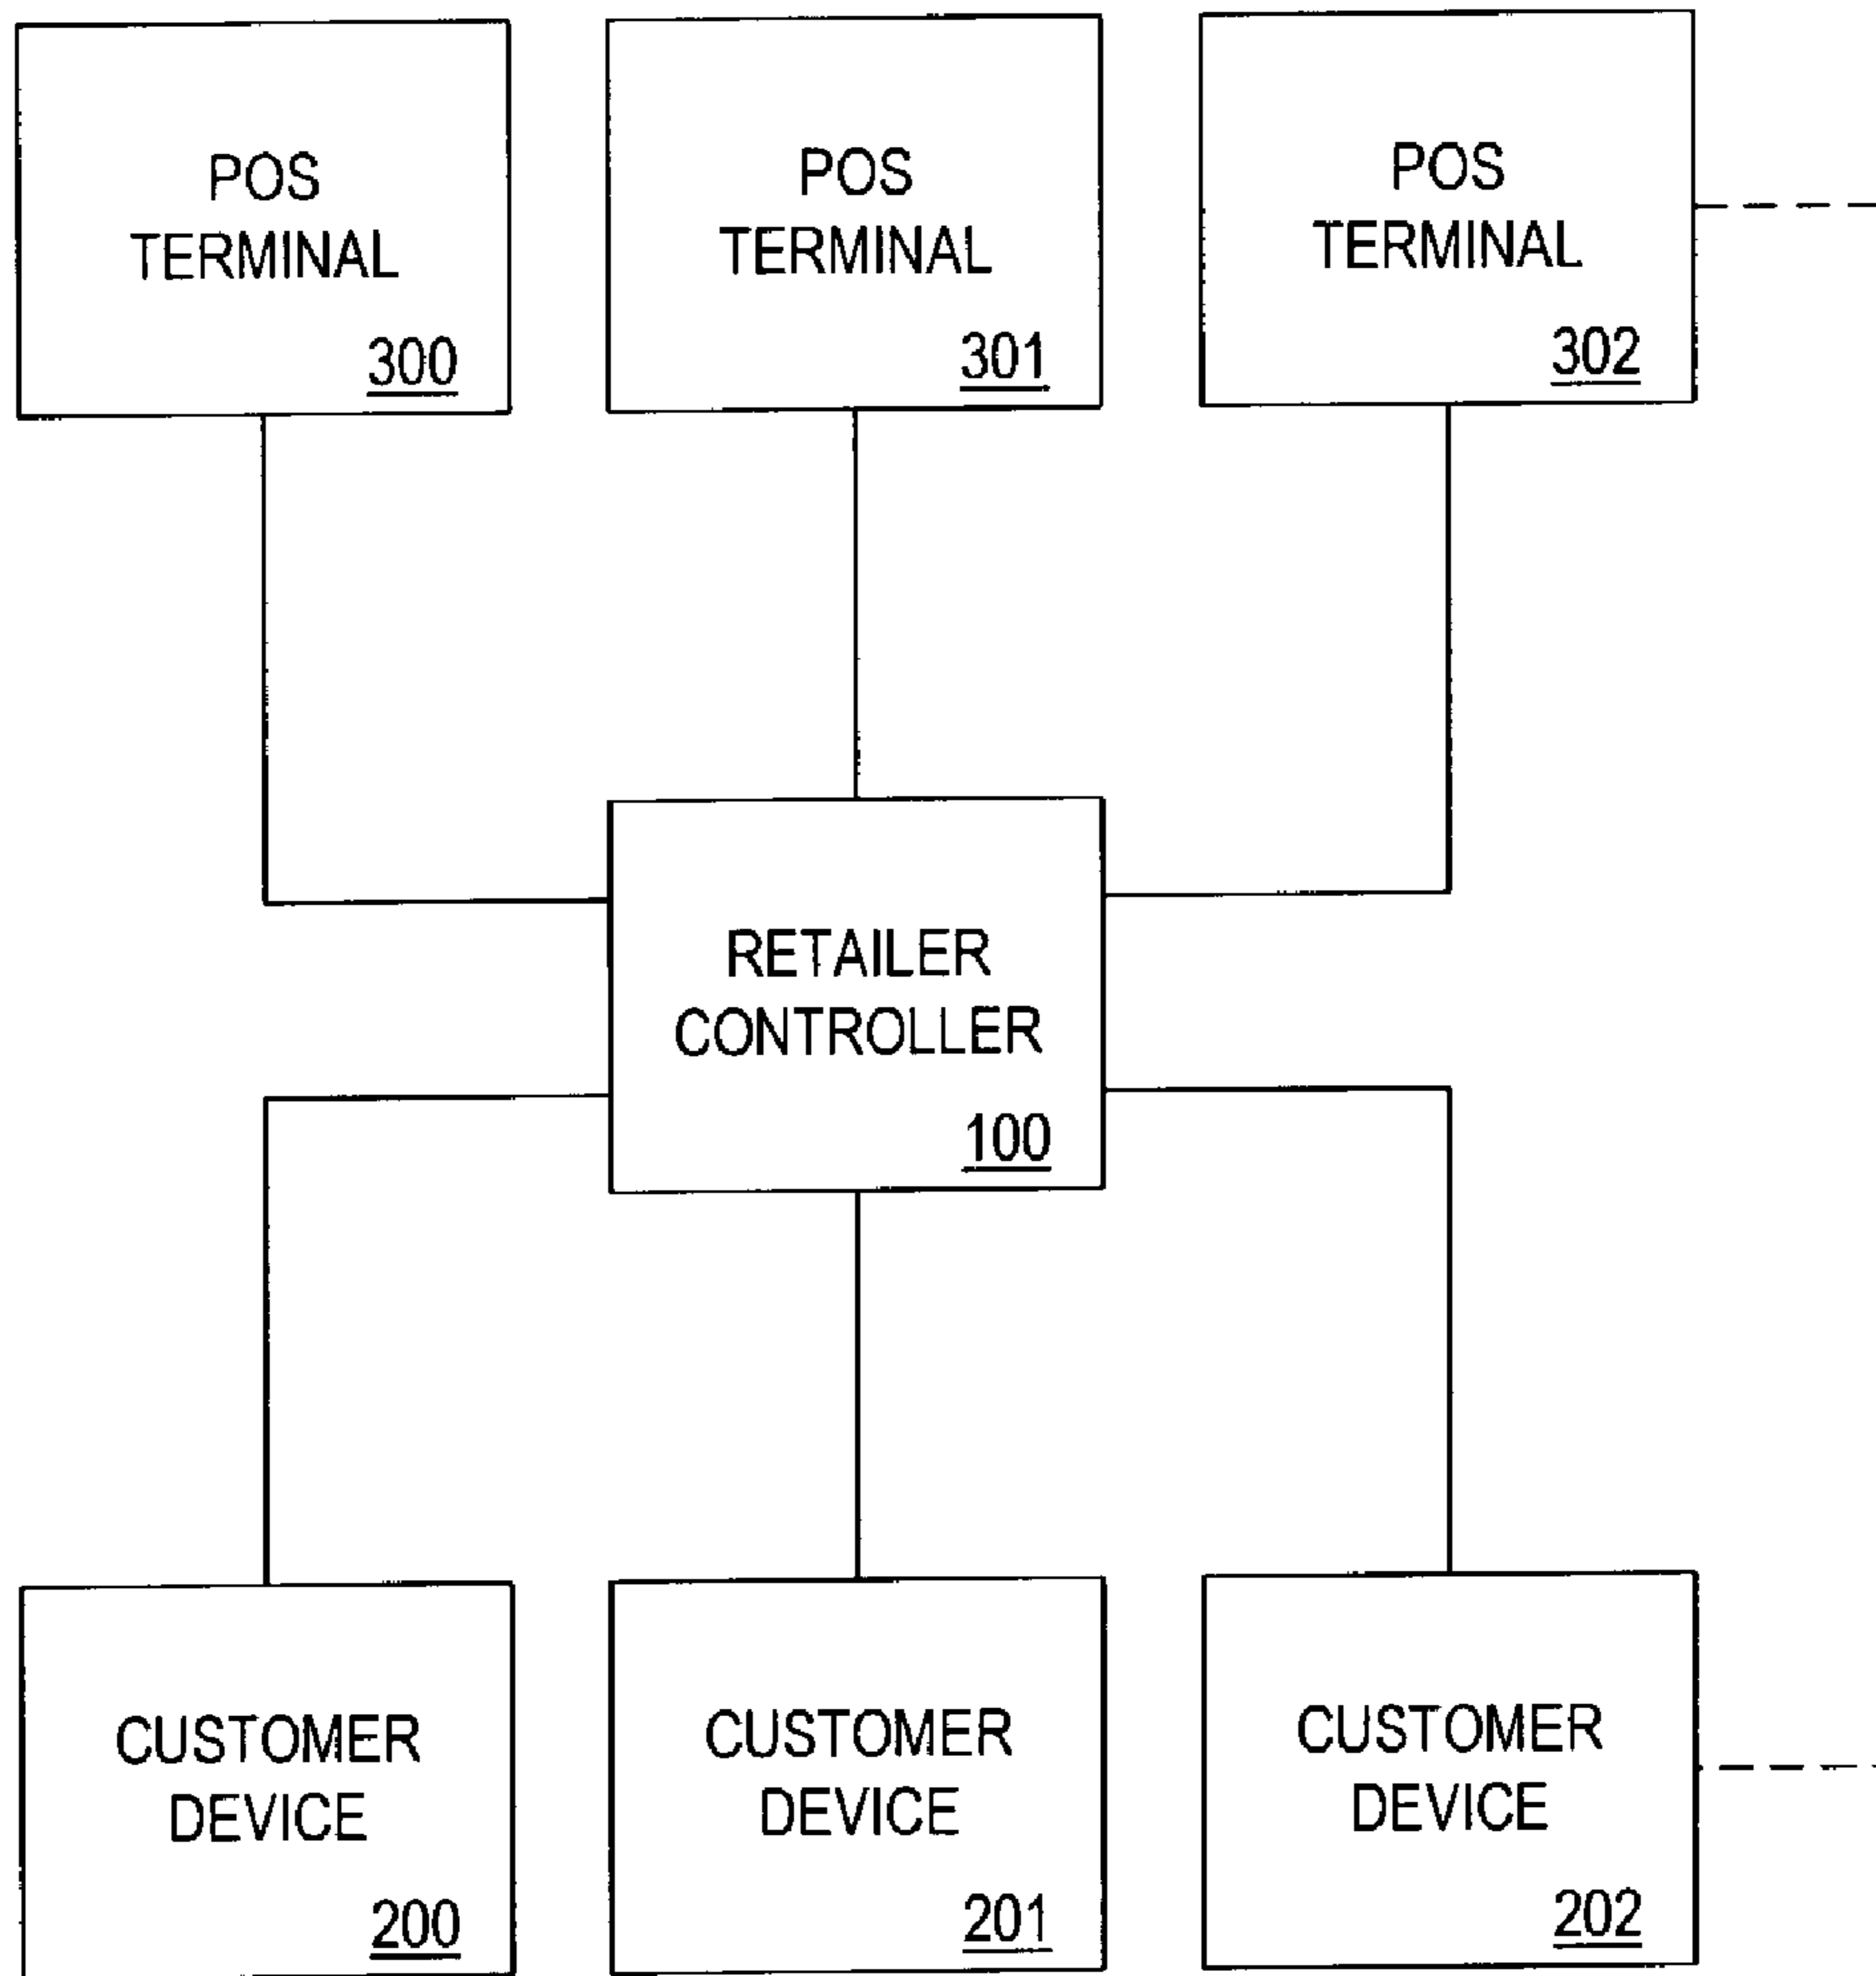 POS
TERMINAL
300
POS
TERMINAL
301
POS
TERMINAL
302
RETAILER
CONTROLLER
100
CUSTOMER
DEVICE
200
CUSTOMER
DEVICE
201
CUSTOMER
DEVICE
202